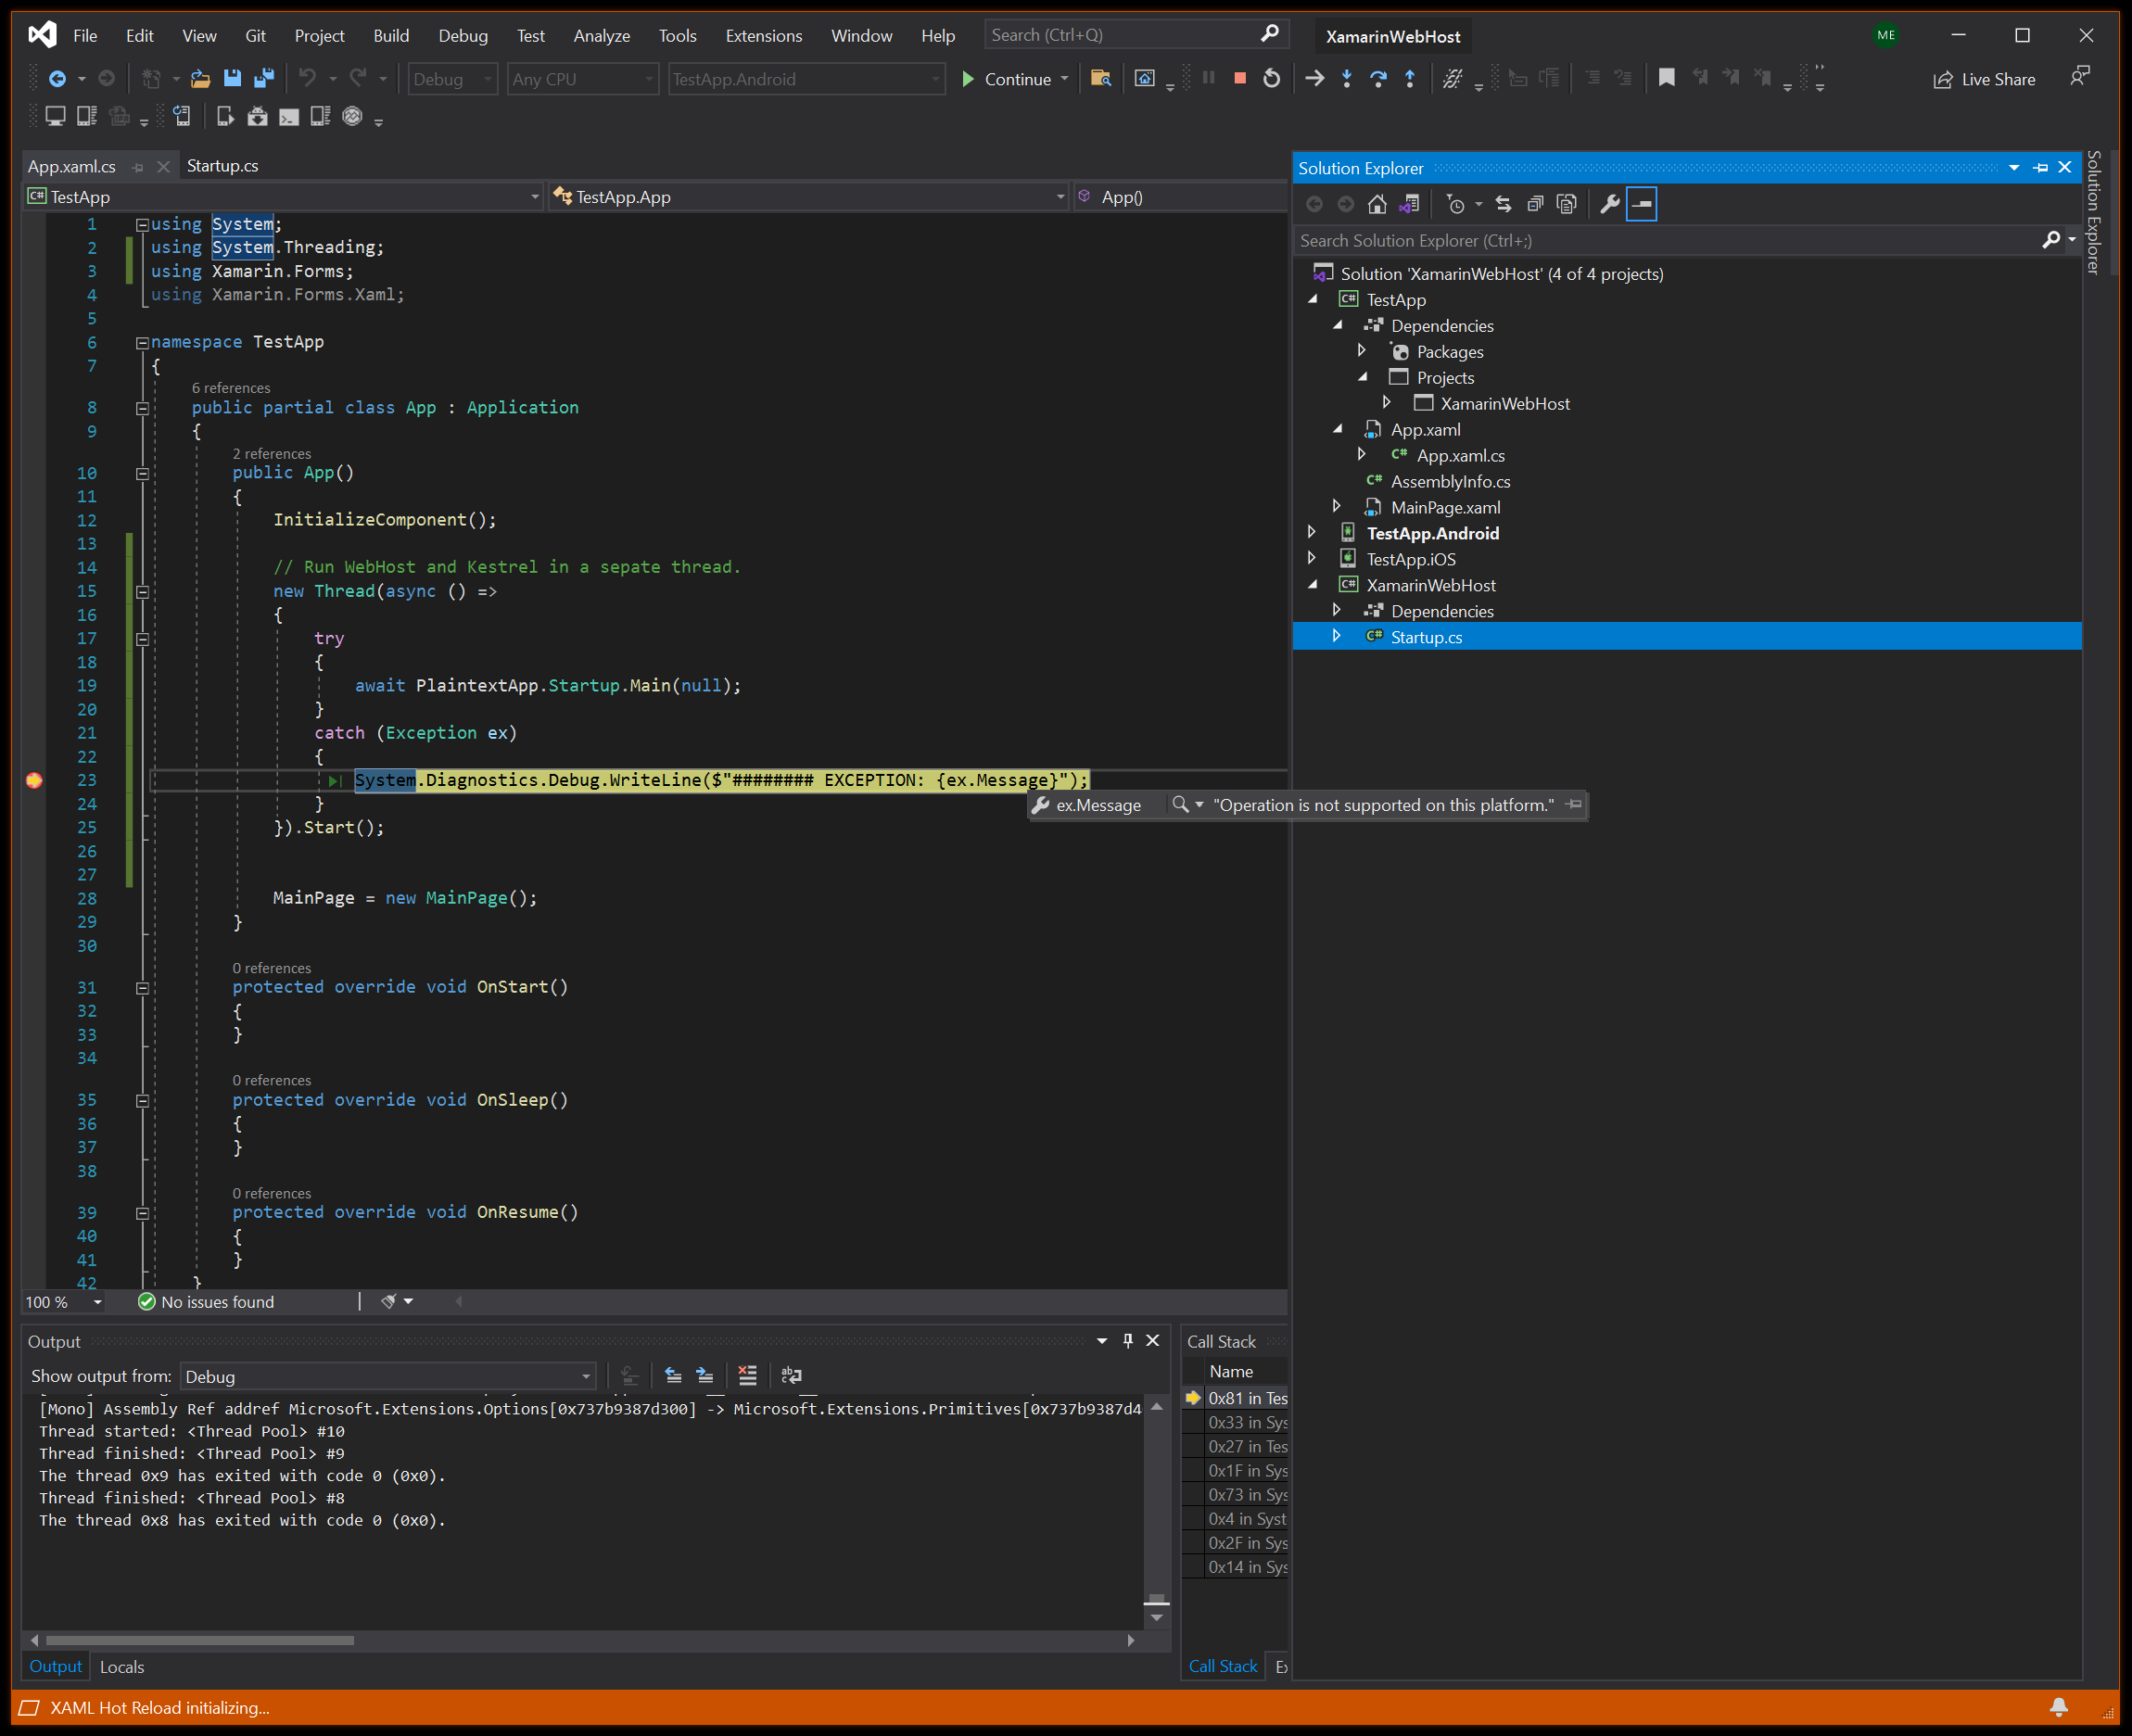 File Edit View Git Project Build Debug Test Analyze Tools Extensions Window Help Search (Ctrl+Q) XamarinWebHost ME
Debug Any CPU TestApp.Android Continue Live Share
App.xaml.cs Startup.cs
TestApp TestApp.App App()
1 using System;
2 using System.Threading;
3 using Xamarin.Forms;
4 using Xamarin.Forms.Xaml;
5
6 namespace TestApp
7 {
6 references
8 public partial class App : Application
9 {
2 references
10 public App()
11 {
12 InitializeComponent();
13
14 // Run WebHost and Kestrel in a sepate thread.
15 new Thread(async () =>
16 {
17 try
18 {
19 await PlaintextApp.Startup.Main(null);
20 }
21 catch (Exception ex)
22 {
23 System.Diagnostics.Debug.WriteLine($"######## EXCEPTION: {ex.Message}");
ex.Message "Operation is not supported on this platform."
24 }
25 }).Start();
26
27
28 MainPage = new MainPage();
29 }
30
0 references
31 protected override void OnStart()
32 {
33 }
34
0 references
35 protected override void OnSleep()
36 {
37 }
38
0 references
39 protected override void OnResume()
40 {
41 }
42 }
100 % No issues found
Solution Explorer
Search Solution Explorer (Ctrl+;)
Solution 'XamarinWebHost' (4 of 4 projects)
TestApp
Dependencies
Packages
Projects
XamarinWebHost
App.xaml
App.xaml.cs
AssemblyInfo.cs
MainPage.xaml
TestApp.Android
TestApp.iOS
XamarinWebHost
Dependencies
Startup.cs
Solution Explorer
Output
Show output from: Debug
[Mono] Assembly Ref addref Microsoft.Extensions.Options[0x737b9387d300] -> Microsoft.Extensions.Primitives[0x737b9387d4
Thread started: <Thread Pool> #10
Thread finished: <Thread Pool> #9
The thread 0x9 has exited with code 0 (0x0).
Thread finished: <Thread Pool> #8
The thread 0x8 has exited with code 0 (0x0).
Output Locals
Call Stack
Name
0x81 in Tes
0x33 in Sys
0x27 in Tes
0x1F in Sys
0x73 in Sys
0x4 in Syst
0x2F in Sys
0x14 in Sys
Call Stack Ex
XAML Hot Reload initializing...